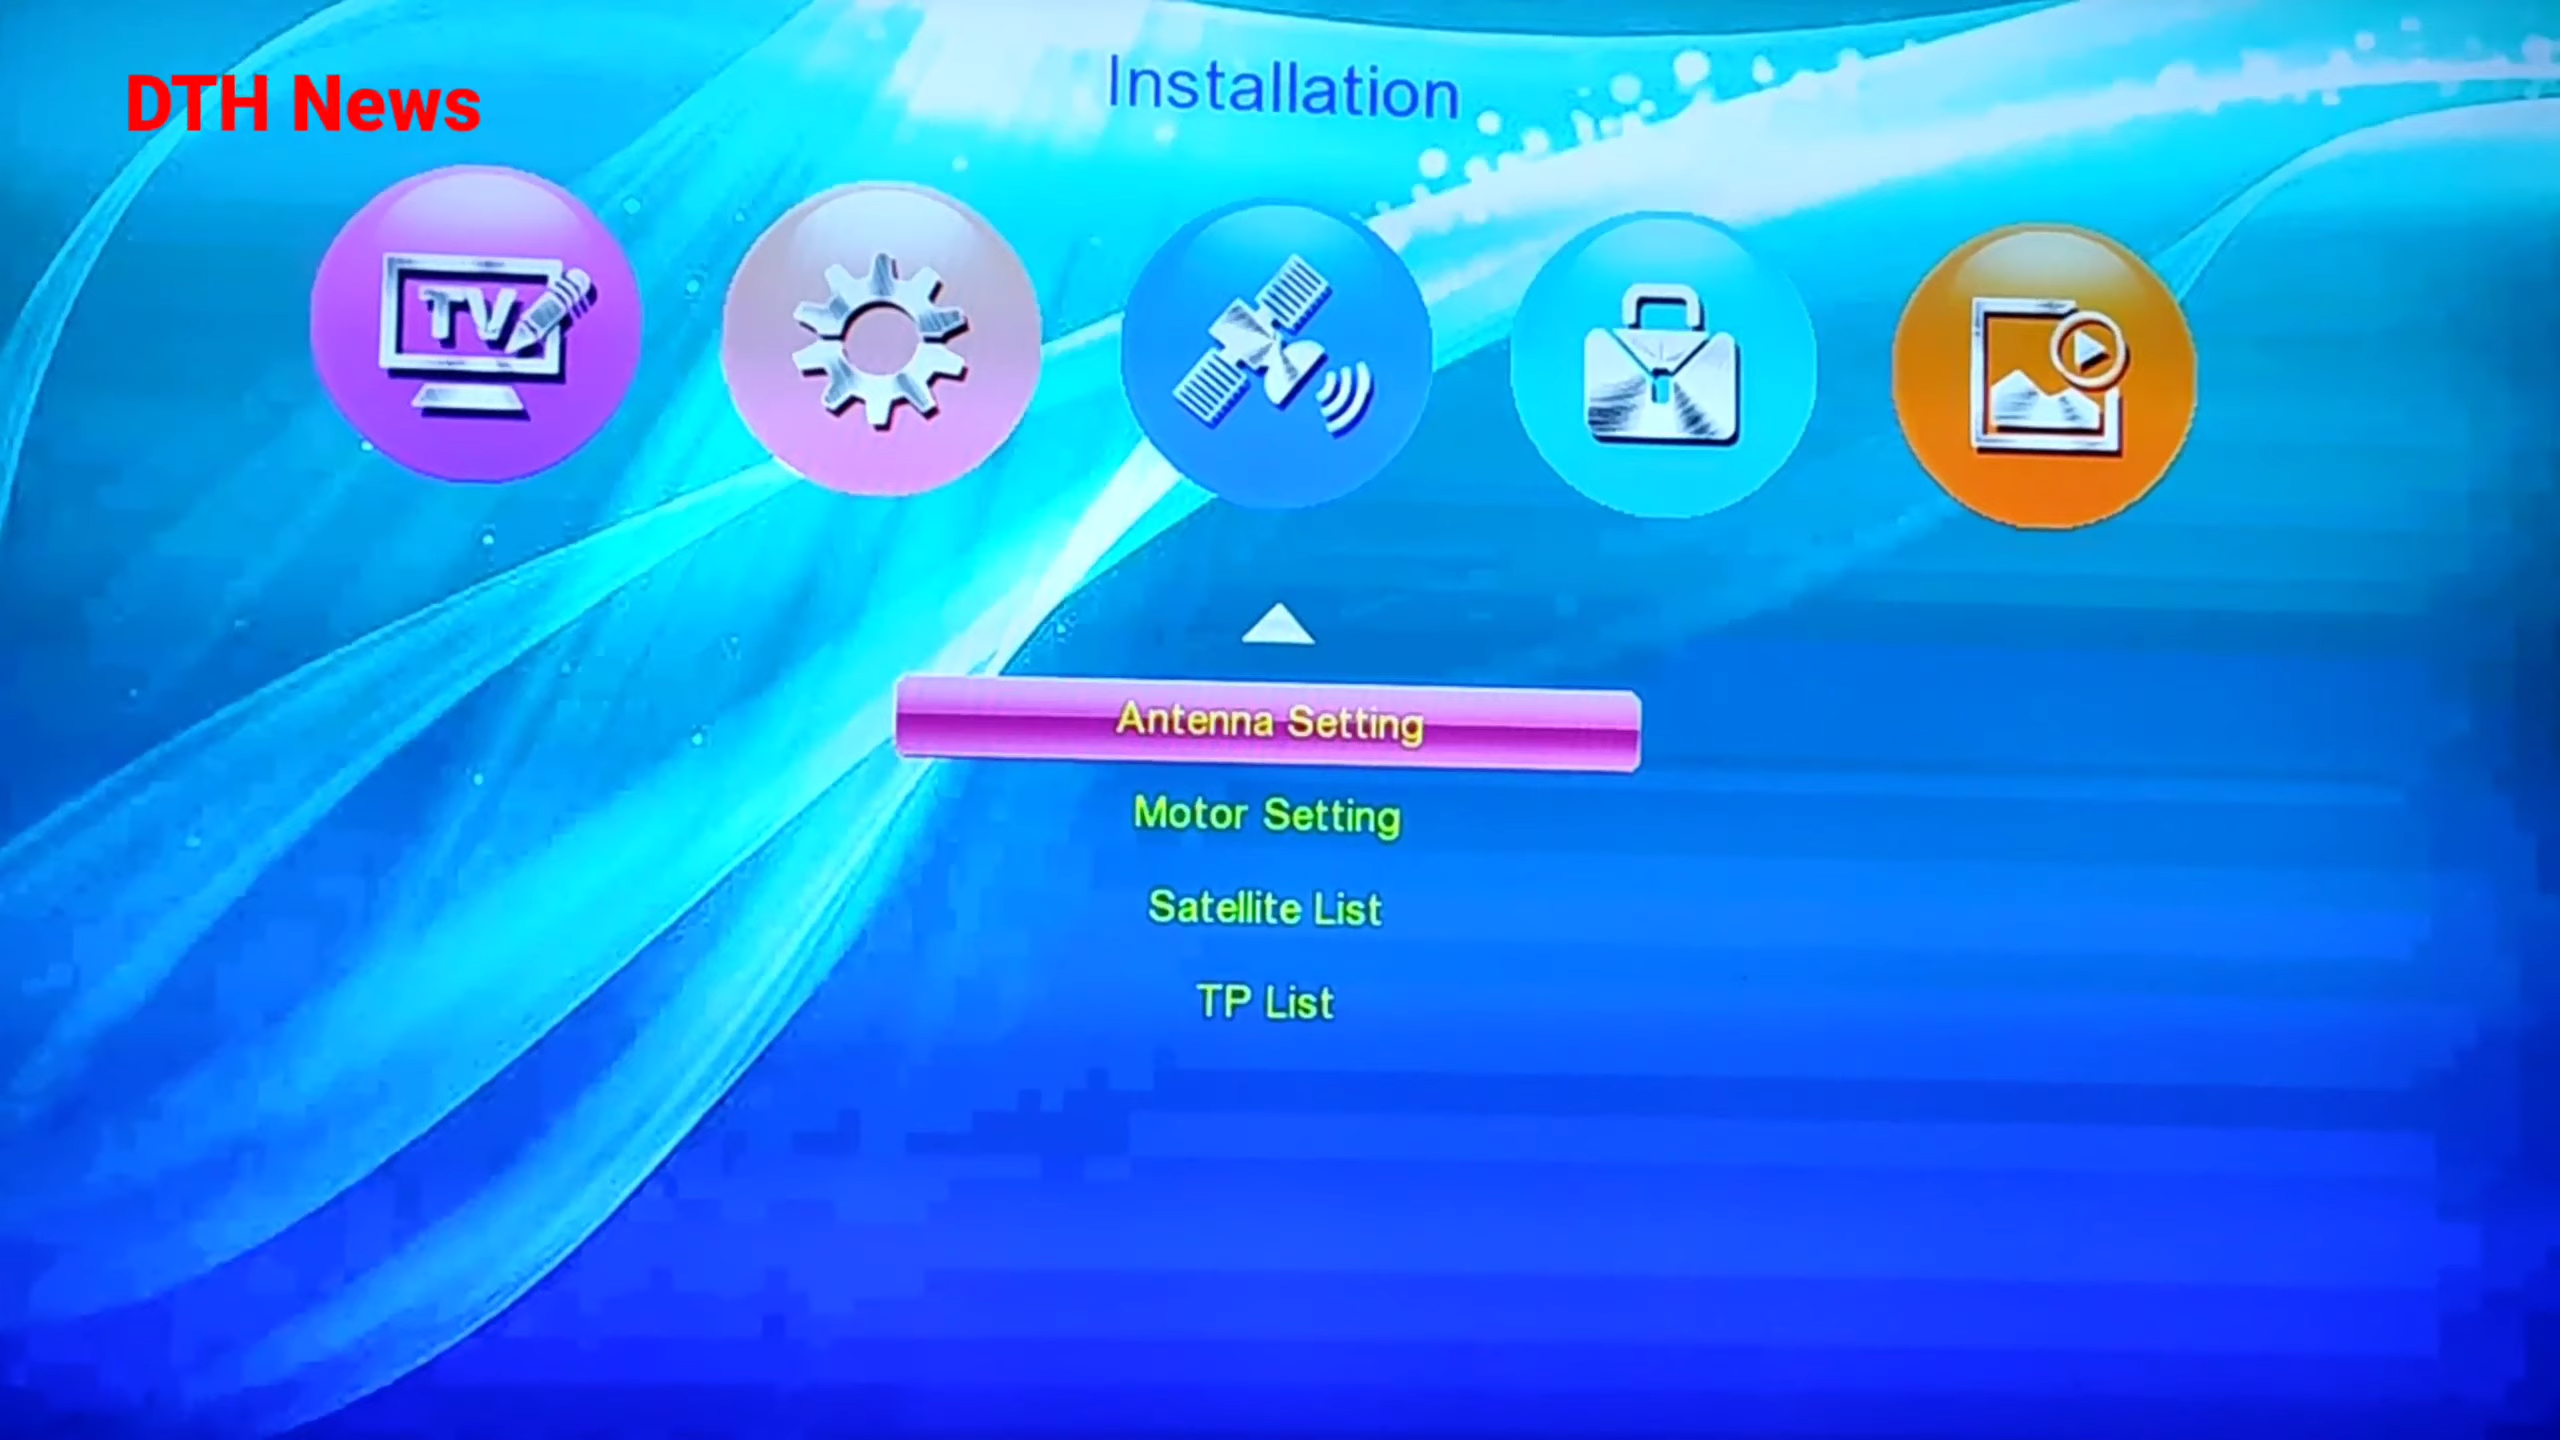 DTH News
Installation
TV
Antenna Setting
Motor Setting
Satellite List
TP List